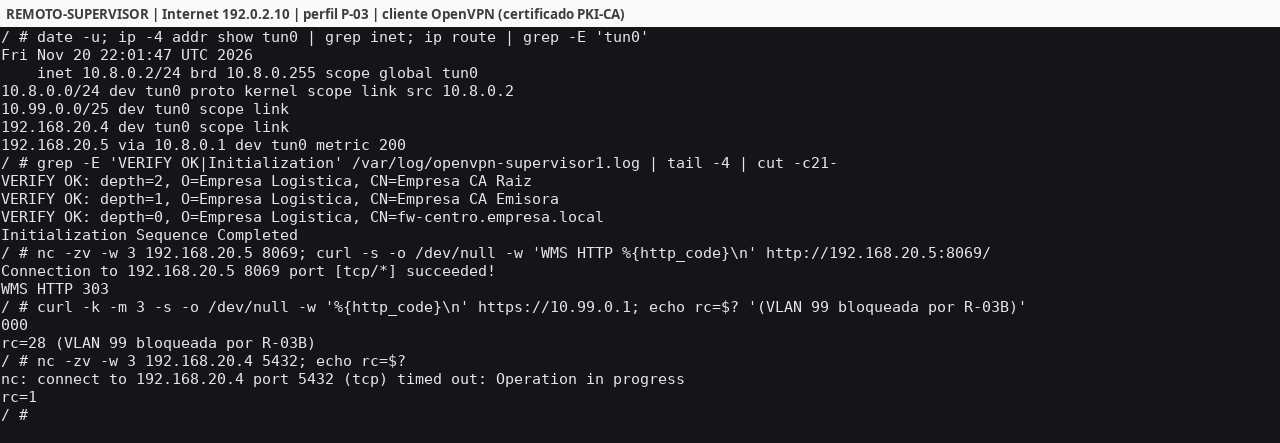 REMOTO-SUPERVISOR | Internet 192.0.2.10 | perfil P-03 | cliente OpenVPN (certificado PKI-CA)
/ # date -u; ip -4 addr show tun0 | grep inet; ip route | grep -E 'tun0'
Fri Nov 20 22:01:47 UTC 2026
    inet 10.8.0.2/24 brd 10.8.0.255 scope global tun0
10.8.0.0/24 dev tun0 proto kernel scope link src 10.8.0.2
10.99.0.0/25 dev tun0 scope link
192.168.20.4 dev tun0 scope link
192.168.20.5 via 10.8.0.1 dev tun0 metric 200
/ # grep -E 'VERIFY OK|Initialization' /var/log/openvpn-supervisor1.log | tail -4 | cut -c21-
VERIFY OK: depth=2, O=Empresa Logistica, CN=Empresa CA Raiz
VERIFY OK: depth=1, O=Empresa Logistica, CN=Empresa CA Emisora
VERIFY OK: depth=0, O=Empresa Logistica, CN=fw-centro.empresa.local
Initialization Sequence Completed
/ # nc -zv -w 3 192.168.20.5 8069; curl -s -o /dev/null -w 'WMS HTTP %{http_code}\n' http://192.168.20.5:8069/
Connection to 192.168.20.5 8069 port [tcp/*] succeeded!
WMS HTTP 303
/ # curl -k -m 3 -s -o /dev/null -w '%{http_code}\n' https://10.99.0.1; echo rc=$? '(VLAN 99 bloqueada por R-03B)'
000
rc=28 (VLAN 99 bloqueada por R-03B)
/ # nc -zv -w 3 192.168.20.4 5432; echo rc=$?
nc: connect to 192.168.20.4 port 5432 (tcp) timed out: Operation in progress
rc=1
/ #